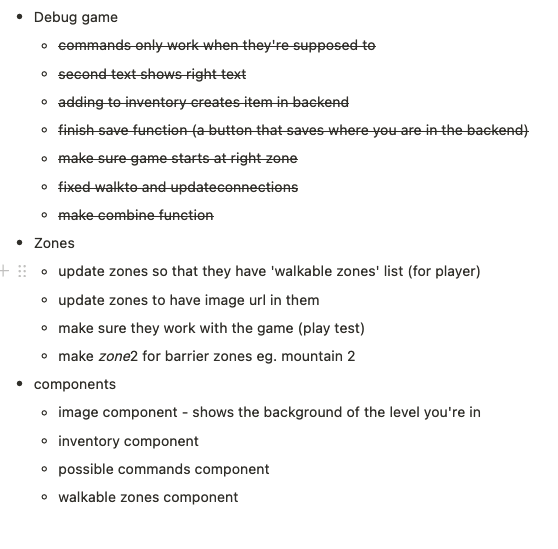 Debug game
commands only work when they're supposed to
second text shows right text
adding to inventory creates item in backend
finish save function (a button that saves where you are in the backend)
make sure game starts at right zone
fixed walkto and updateconnections
make combine function
Zones
update zones so that they have 'walkable zones' list (for player)
update zones to have image url in them
make sure they work with the game (play test)
make zone2 for barrier zones eg. mountain 2
components
image component - shows the background of the level you're in
inventory component
possible commands component
walkable zones component